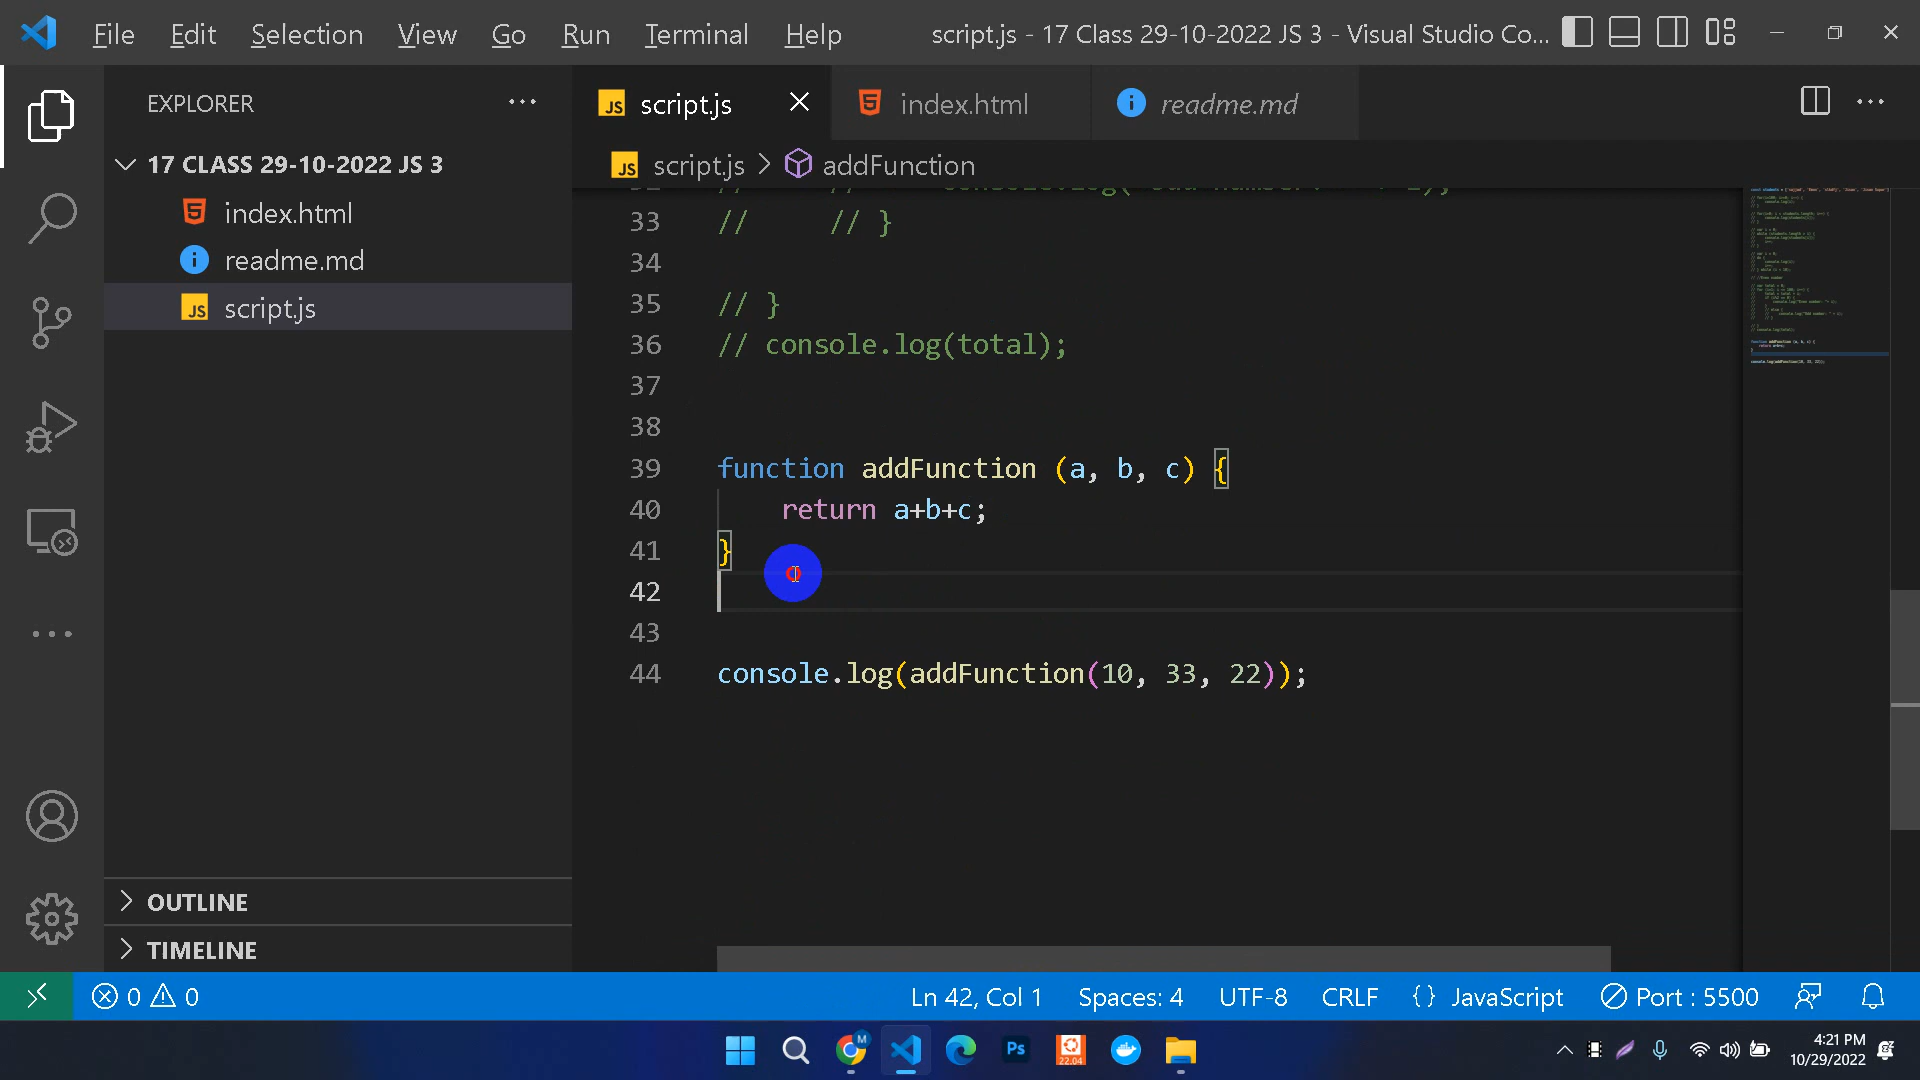 File Edit Selection View Go Run Terminal Help script.js - 17 Class 29-10-2022 JS 3 - Visual Studio Co...
EXPLORER
17 CLASS 29-10-2022 JS 3
index.html
readme.md
script.js
OUTLINE
TIMELINE
script.js index.html readme.md
script.js > addFunction
33 // // }
34
35 // }
36 // console.log(total);
37
38
39 function addFunction (a, b, c) {
40 return a+b+c;
41 }
42
43
44 console.log(addFunction(10, 33, 22));
0 0 Ln 42, Col 1 Spaces: 4 UTF-8 CRLF {} JavaScript Port : 5500
M Ps 22.04
4:21 PM
10/29/2022